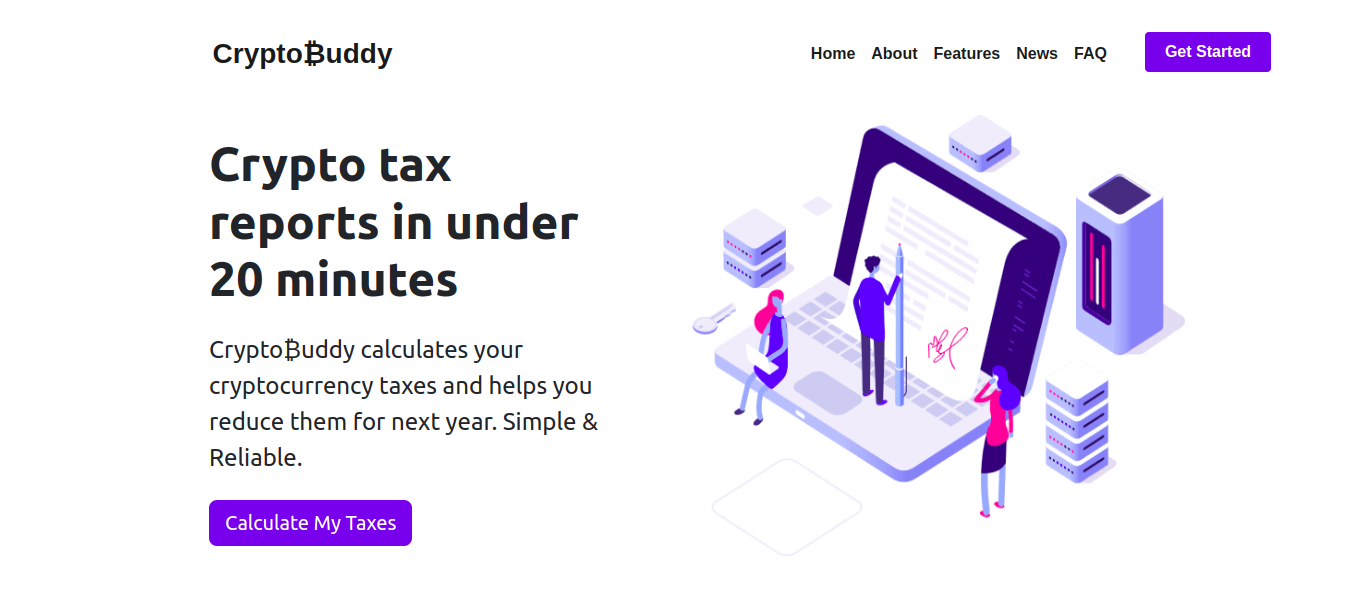 Crypto₿uddy
Home About Features News FAQ Get Started
Crypto tax
reports in under
20 minutes
Crypto₿uddy calculates your
cryptocurrency taxes and helps you
reduce them for next year. Simple &
Reliable.
Calculate My Taxes